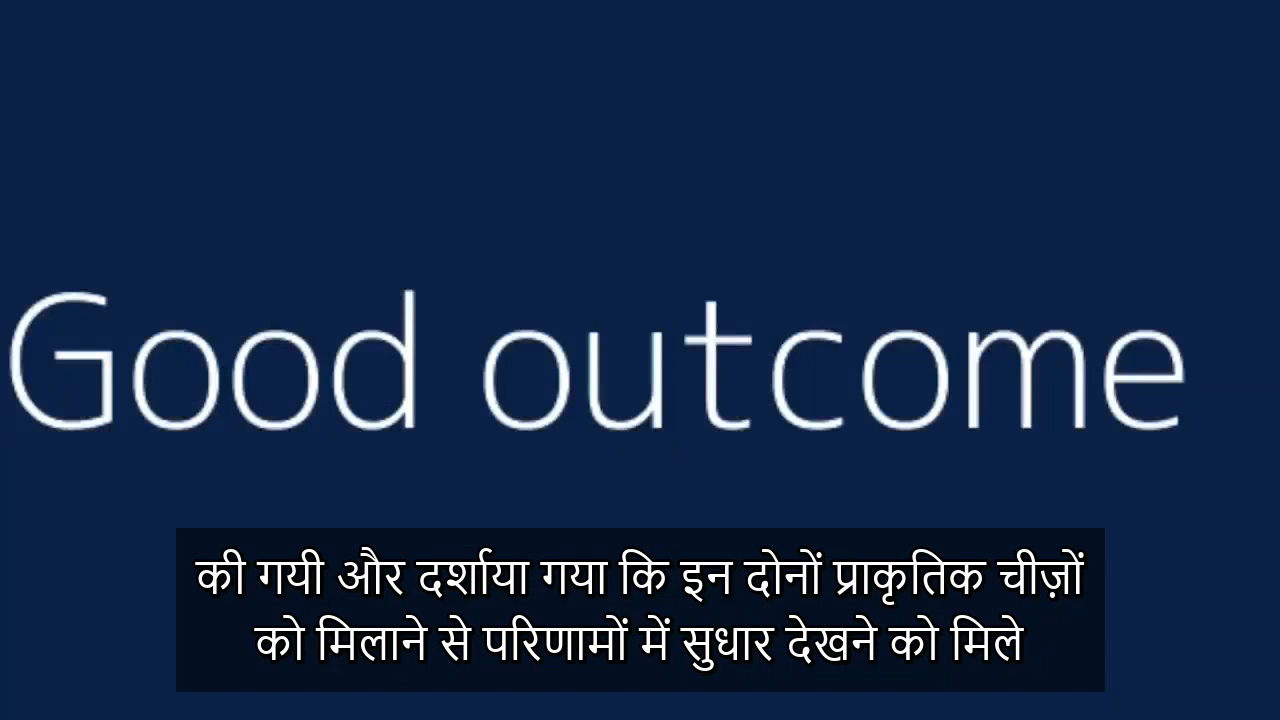 Good outcome
की गयी और दर्शाया गया कि इन दोनों प्राकृतिक चीज़ों
को मिलाने से परिणामों में सुधार देखने को मिले